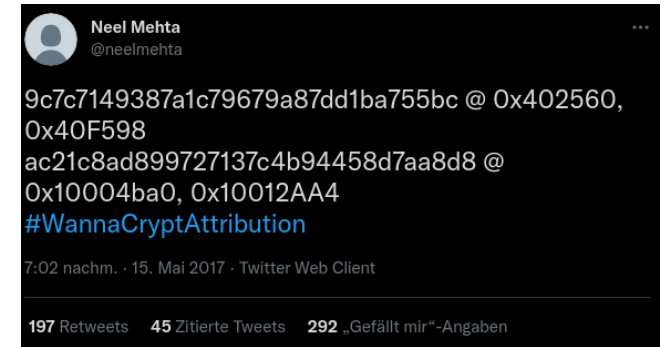 Neel Mehta
@neelmehta
9c7c7149387a1c79679a87dd1ba755bc @ 0x402560,
0x40F598
ac21c8ad899727137c4b94458d7aa8d8 @
0x10004ba0, 0x10012AA4
#WannaCryptAttribution
7:02 nachm. · 15. Mai 2017 · Twitter Web Client
197 Retweets 45 Zitierte Tweets 292 „Gefällt mir“-Angaben